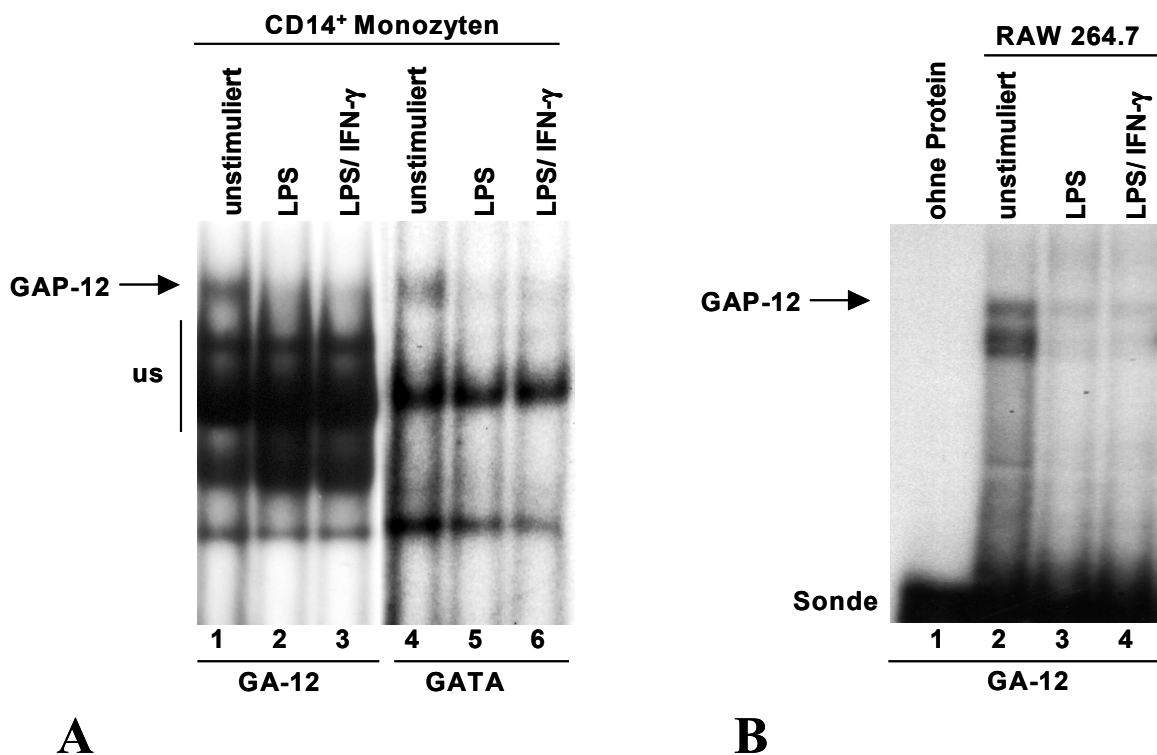 CD14+ Monozyten
unstimuliert
LPS
LPS/ IFN-γ
unstimuliert
LPS
LPS/ IFN-γ
GAP-12
us
1 2 3 4 5 6
GA-12 GATA
A
RAW 264.7
ohne Protein
unstimuliert
LPS
LPS/ IFN-γ
GAP-12
Sonde
1 2 3 4
GA-12
B